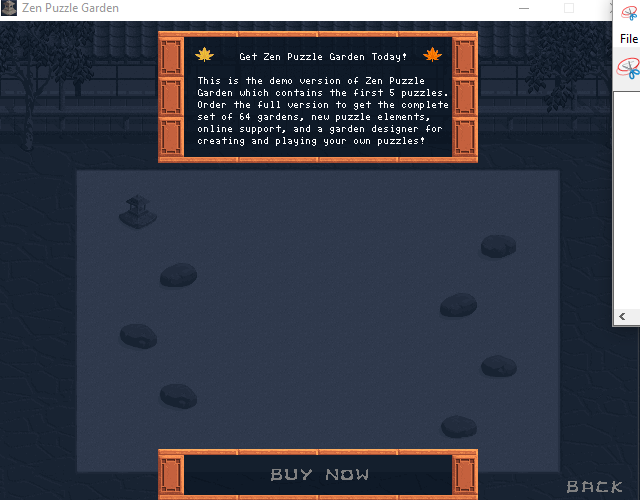 Zen Puzzle Garden
File
Get Zen Puzzle Garden Today!
This is the demo version of Zen Puzzle
Garden which contains the first 5 puzzles.
Order the full version to get the complete
set of 64 gardens, new puzzle elements,
online support, and a garden designer for
creating and playing your own puzzles!
BUY NOW
BACK